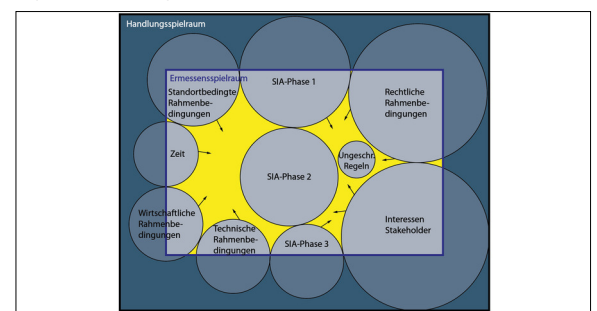 Handlungsspielraum
Ermessensspielraum
Standortbedingte
Rahmenbe-
dingungen
SIA-Phase 1
Rechtliche
Rahmenbe-
dingungen
Zeit
Ungeschr.
Regeln
SIA-Phase 2
Wirtschaftliche
Rahmenbe-
dingungen
Technische
Rahmenbe-
dingungen
SIA-Phase 3
Interessen
Stakeholder